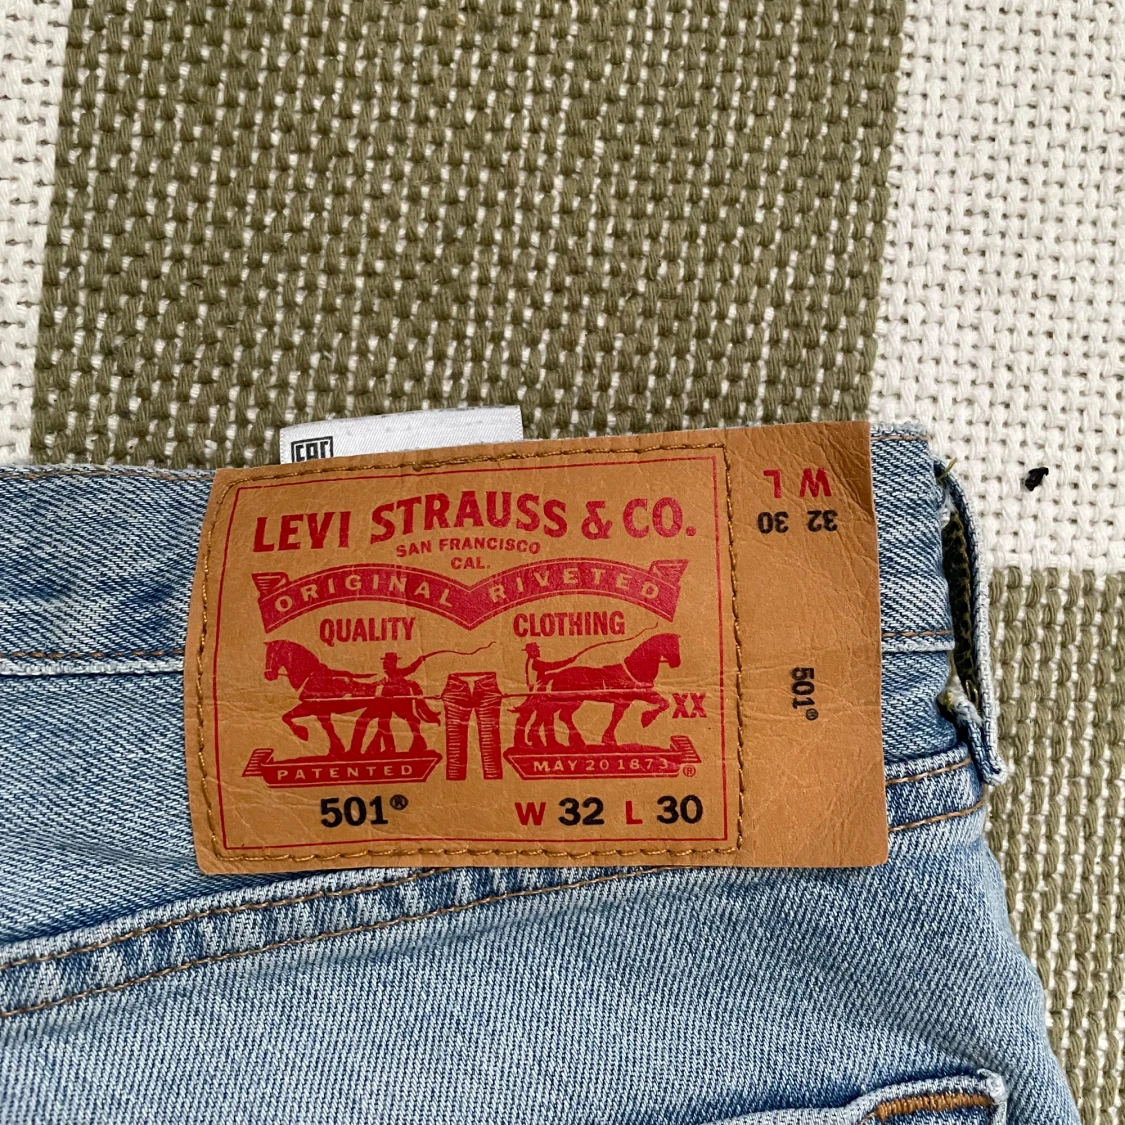 EAC
LEVI STRAUSS & CO.
SAN FRANCISCO
CAL.
ORIGINAL RIVETED
QUALITY CLOTHING
XX
PATENTED MAY 20 1873 ®
501® W 32 L 30
W L
32 30
501®